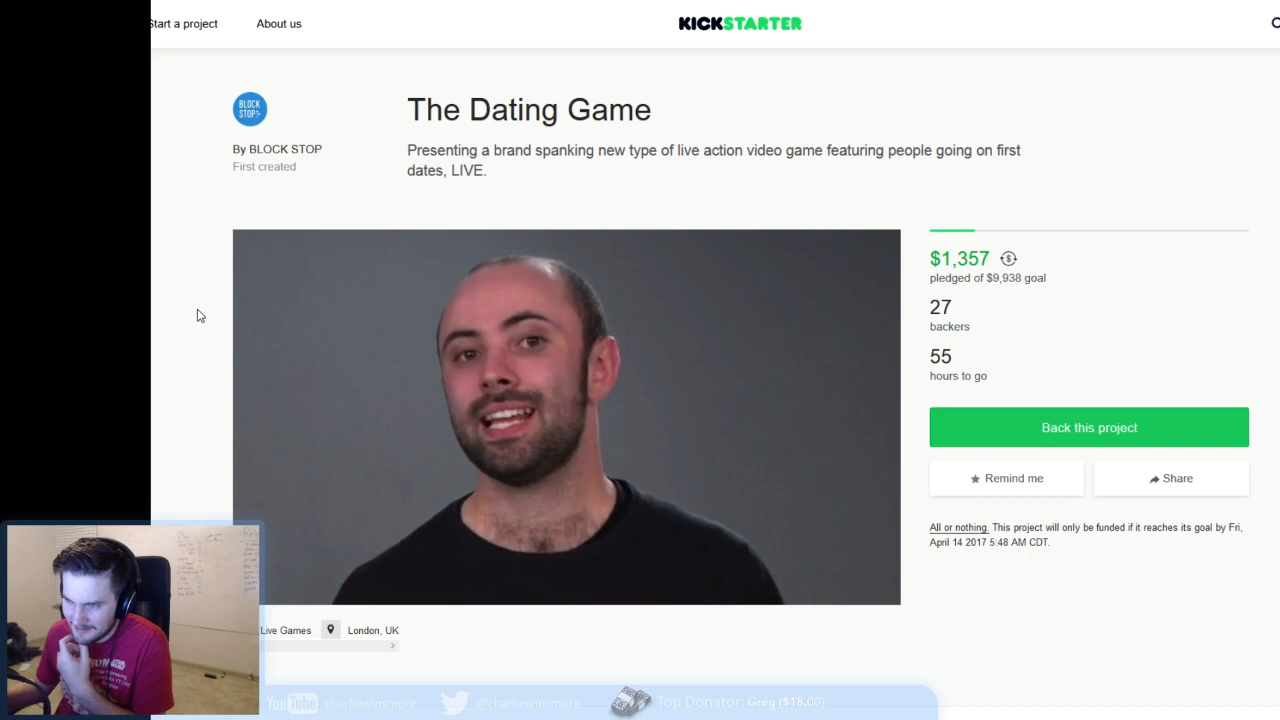 Start a project
About us
KICKSTARTER
BLOCK
STOP
The Dating Game
By BLOCK STOP
First created
Presenting a brand spanking new type of live action video game featuring people going on first
dates, LIVE.
$1,357
pledged of $9,938 goal
27
backers
55
hours to go
Back this project
Remind me
Share
All or nothing. This project will only be funded if it reaches its goal by Fri,
April 14 2017 5:48 AM CDT.
Live Games
London, UK
YouTube charliewinsmore
@charliewinsmore
Top Donator: Greg ($18.00)